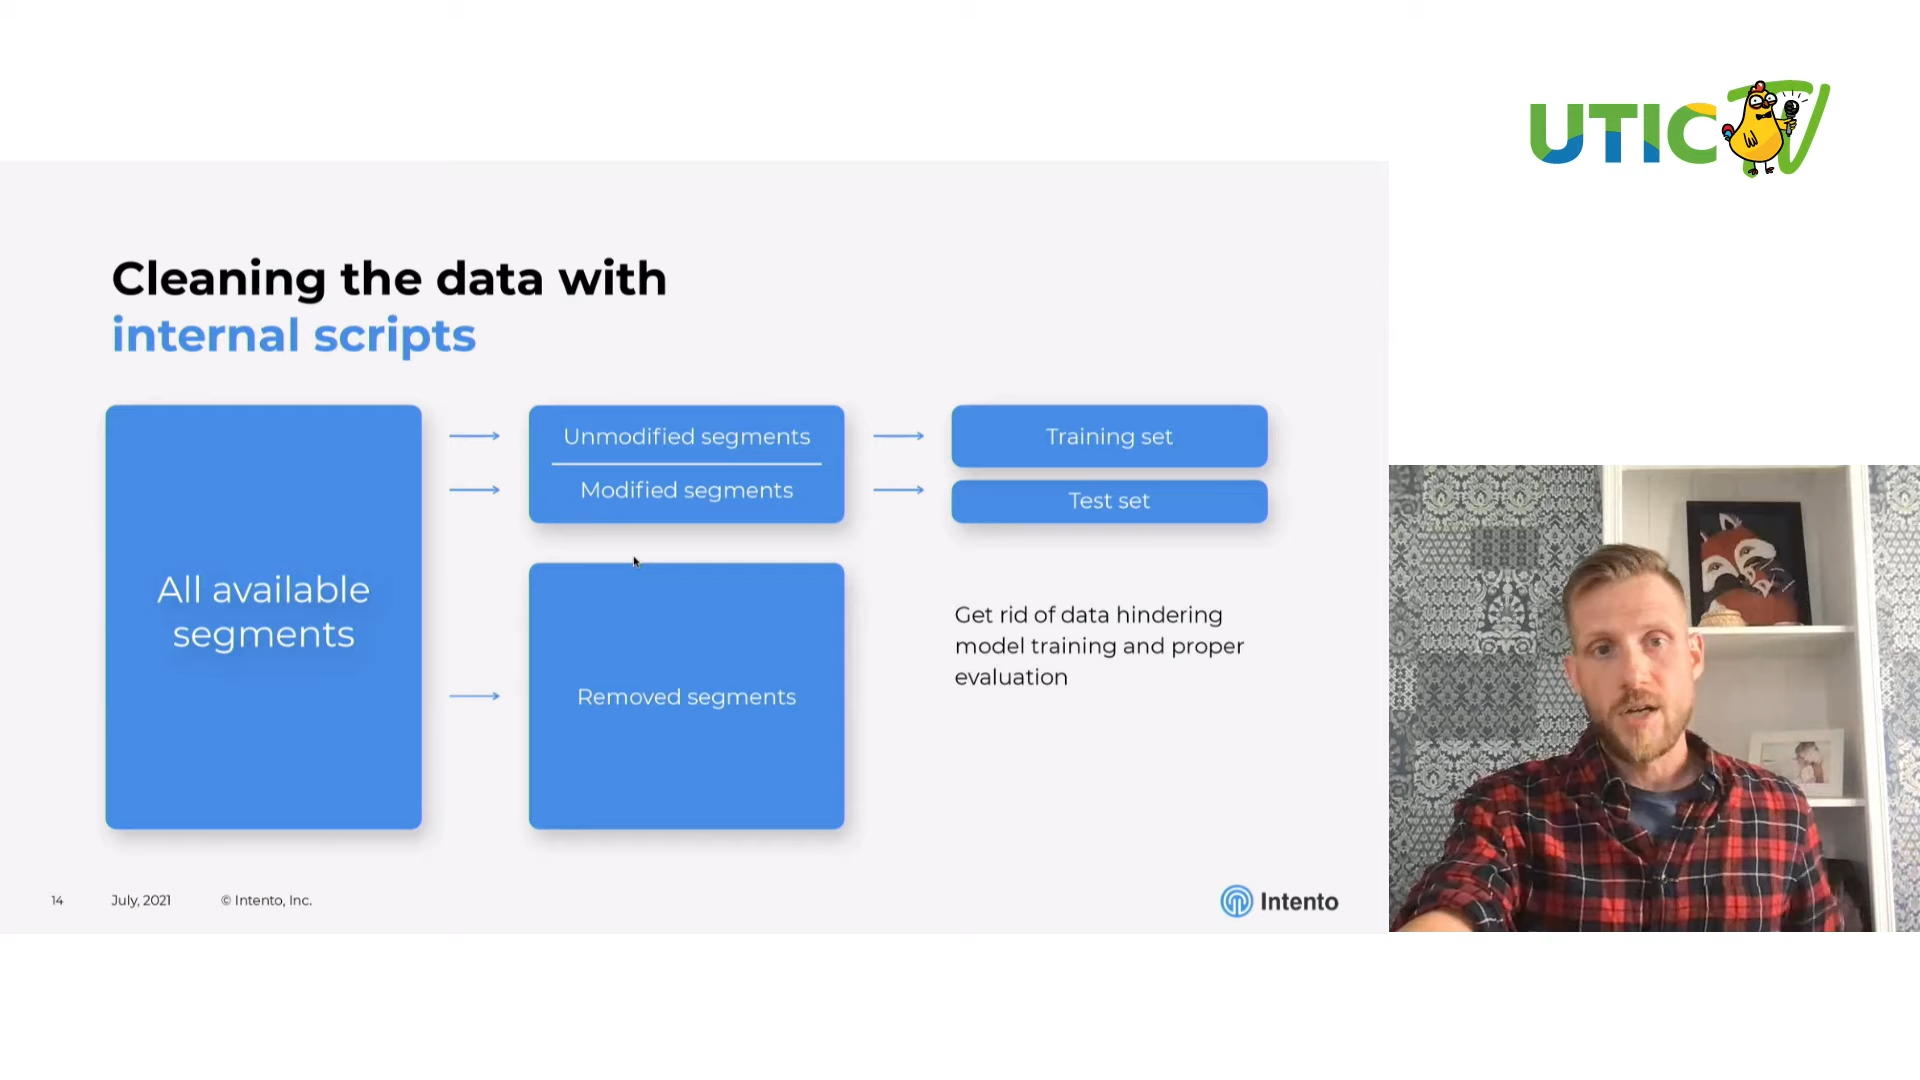 UTIC TV
Cleaning the data with
internal scripts
All available
segments
Unmodified segments
Modified segments
Removed segments
Training set
Test set
Get rid of data hindering
model training and proper
evaluation
14
July, 2021
© Intento, Inc.
Intento